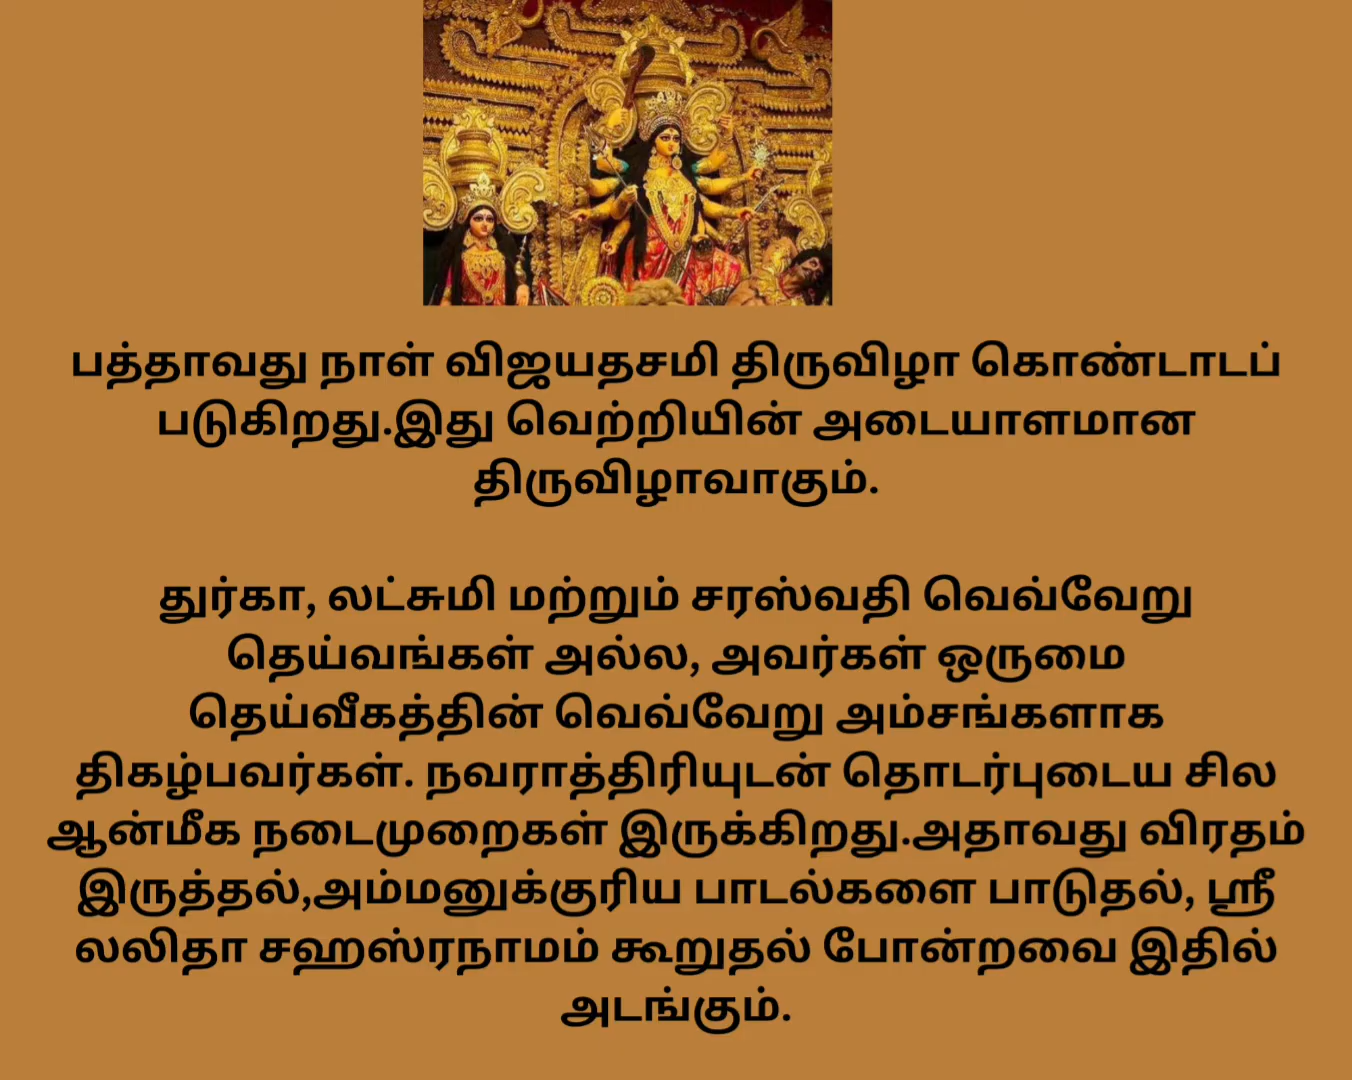 பத்தாவது நாள் விஜயதசமி திருவிழா கொண்டாடப்
படுகிறது.இது வெற்றியின் அடையாளமான
திருவிழாவாகும்.
துர்கா, லட்சுமி மற்றும் சரஸ்வதி வெவ்வேறு
தெய்வங்கள் அல்ல, அவர்கள் ஒருமை
தெய்வீகத்தின் வெவ்வேறு அம்சங்களாக
திகழ்பவர்கள். நவராத்திரியுடன் தொடர்புடைய சில
ஆன்மீக நடைமுறைகள் இருக்கிறது.அதாவது விரதம்
இருத்தல்,அம்மனுக்குரிய பாடல்களை பாடுதல், ஸ்ரீ
லலிதா சஹஸ்ரநாமம் கூறுதல் போன்றவை இதில்
அடங்கும்.